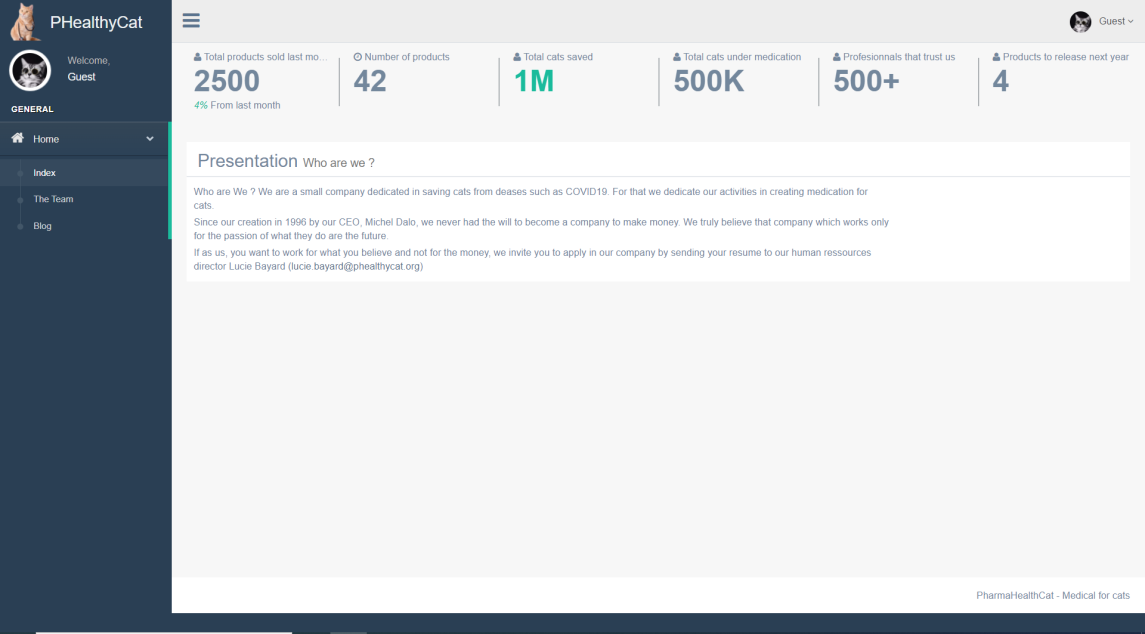 PHealthyCat
Welcome,
Guest
GENERAL
Home
Index
The Team
Blog
Guest
Total products sold last mo...
2500
4% From last month
Number of products
42
Total cats saved
1M
Total cats under medication
500K
Profesionnals that trust us
500+
Products to release next year
4
Presentation Who are we ?
Who are We ? We are a small company dedicated in saving cats from deases such as COVID19. For that we dedicate our activities in creating medication for
cats.
Since our creation in 1996 by our CEO, Michel Dalo, we never had the will to become a company to make money. We truly believe that company which works only
for the passion of what they do are the future.
If as us, you want to work for what you believe and not for the money, we invite you to apply in our company by sending your resume to our human ressources
director Lucie Bayard (lucie.bayard@phealthycat.org)
PharmaHealthCat - Medical for cats